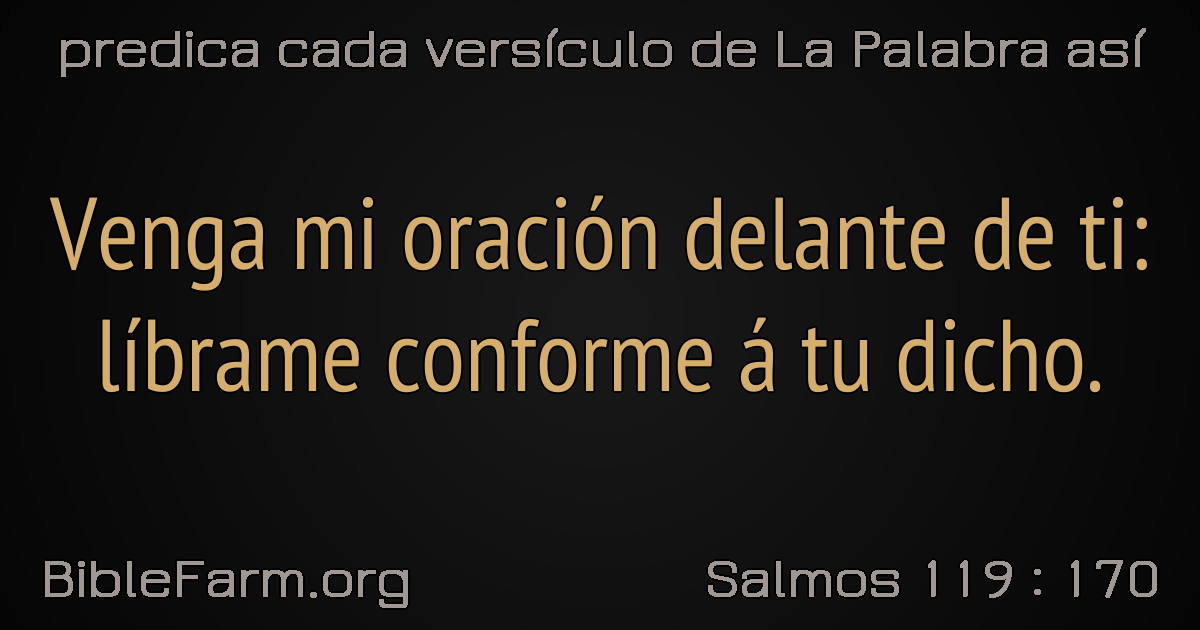 predica cada versículo de La Palabra así
Venga mi oración delante de ti:
líbrame conforme á tu dicho.
BibleFarm.org
Salmos 119 : 170